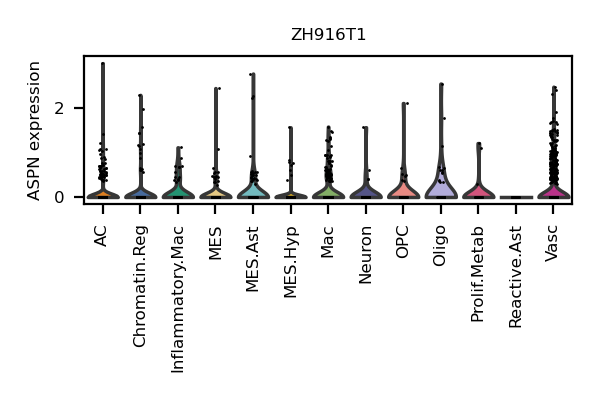 ZH916T1
ASPN expression
2
0
AC
Chromatin.Reg
Inflammatory.Mac
MES
MES.Ast
MES.Hyp
Mac
Neuron
OPC
Oligo
Prolif.Metab
Reactive.Ast
Vasc